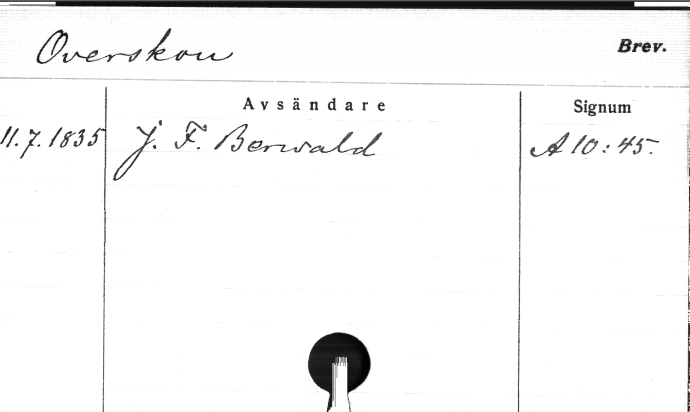 Overskou
Brev.
Avsändare
Signum
11.7.1835 J. F. Berwald A 10:45.